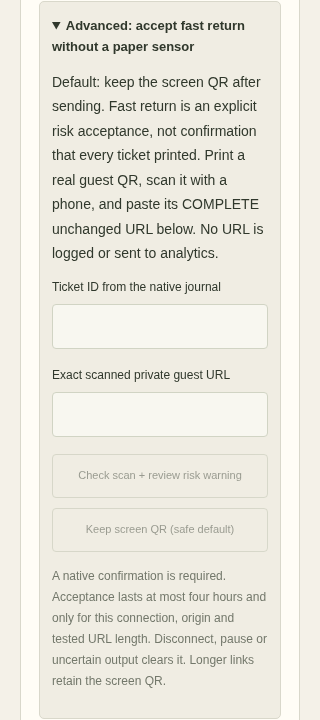 ▼ Advanced: accept fast return
without a paper sensor
Default: keep the screen QR after
sending. Fast return is an explicit
risk acceptance, not confirmation
that every ticket printed. Print a
real guest QR, scan it with a
phone, and paste its COMPLETE
unchanged URL below. No URL is
logged or sent to analytics.
Ticket ID from the native journal
Exact scanned private guest URL
Check scan + review risk warning
Keep screen QR (safe default)
A native confirmation is required.
Acceptance lasts at most four hours and
only for this connection, origin and
tested URL length. Disconnect, pause or
uncertain output clears it. Longer links
retain the screen QR.